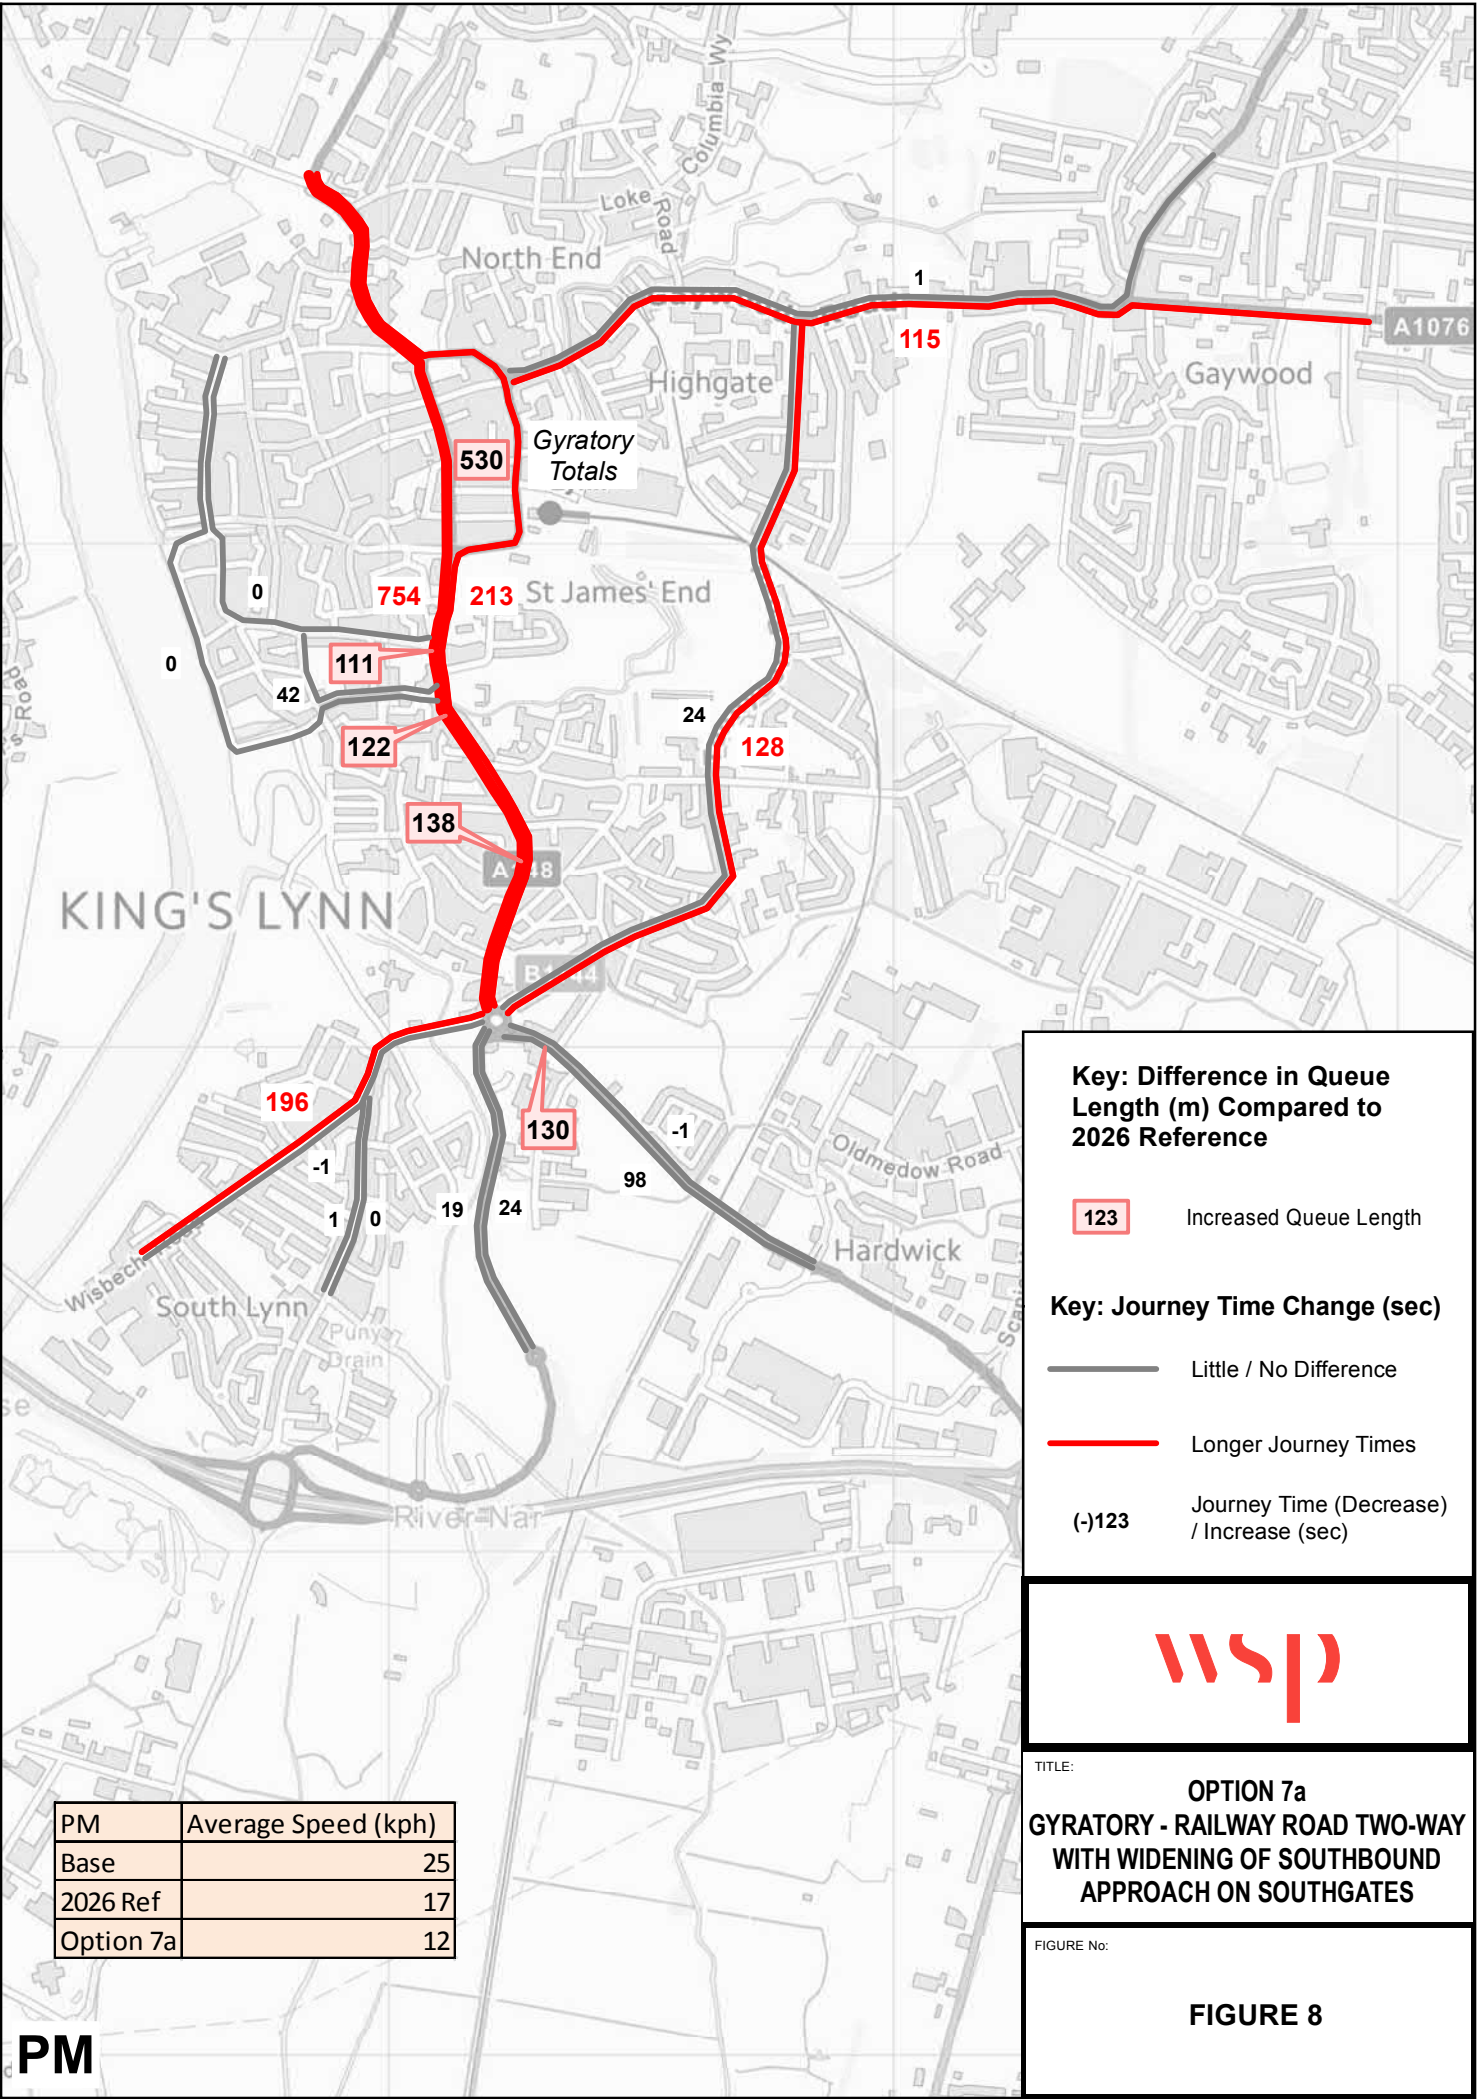 Columbia Wy
Loke Road
North End
1
115
A1076
Highgate
Gaywood
Gyratory
Totals
530
0
754
213
St James' End
111
0
42
24
122
128
138
A148
KING'S LYNN
196
130
-1
-1
98
Oldmedow Road
1
0
19
24
Hardwick
Wisbech
South Lynn
Puny
Drain
River Nar
Key: Difference in Queue
Length (m) Compared to
2026 Reference
123
Increased Queue Length
Key: Journey Time Change (sec)
Little / No Difference
Longer Journey Times
(-)123
Journey Time (Decrease)
/ Increase (sec)
wsp
TITLE:
OPTION 7a
GYRATORY - RAILWAY ROAD TWO-WAY
WITH WIDENING OF SOUTHBOUND
APPROACH ON SOUTHGATES
FIGURE No:
FIGURE 8
PM Average Speed (kph)
Base 25
2026 Ref 17
Option 7a 12
PM